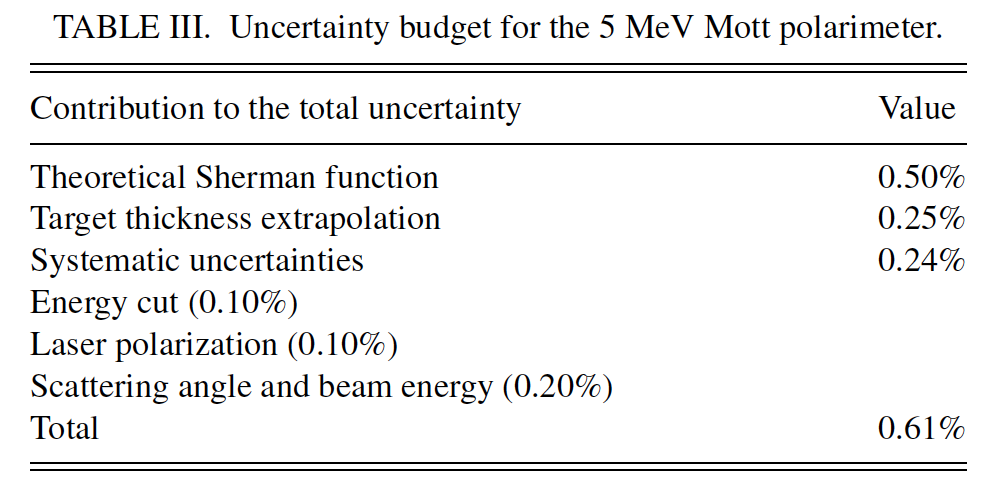 TABLE III. Uncertainty budget for the 5 MeV Mott polarimeter.
Contribution to the total uncertainty Value
Theoretical Sherman function 0.50%
Target thickness extrapolation 0.25%
Systematic uncertainties 0.24%
Energy cut (0.10%)
Laser polarization (0.10%)
Scattering angle and beam energy (0.20%)
Total 0.61%